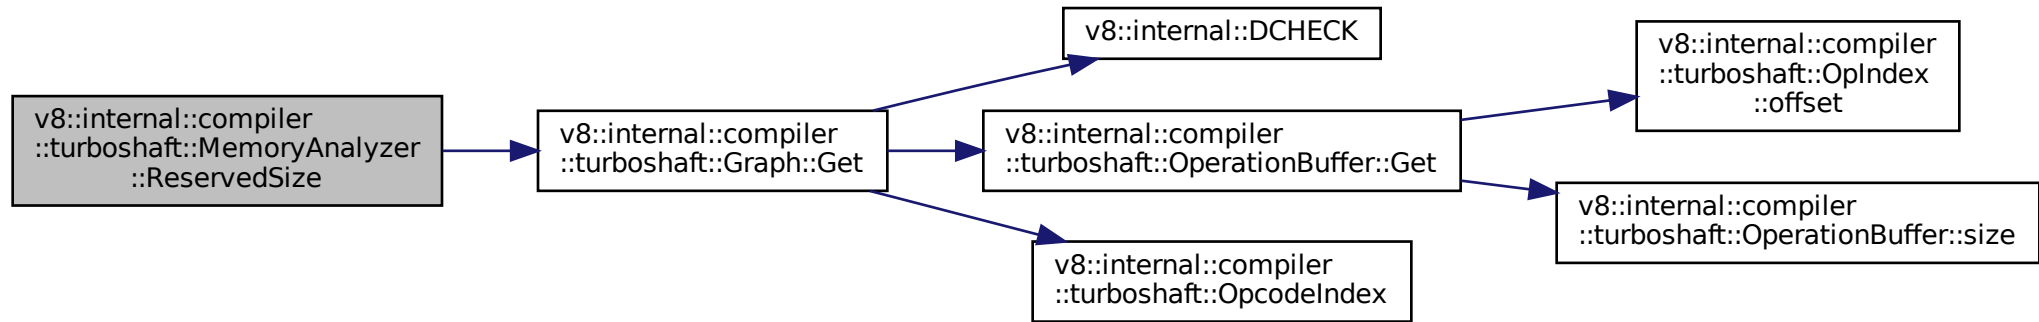 v8::internal::compiler
::turboshaft::MemoryAnalyzer
::ReservedSize
v8::internal::compiler
::turboshaft::Graph::Get
v8::internal::DCHECK
v8::internal::compiler
::turboshaft::OperationBuffer::Get
v8::internal::compiler
::turboshaft::OpcodeIndex
v8::internal::compiler
::turboshaft::OpIndex
::offset
v8::internal::compiler
::turboshaft::OperationBuffer::size